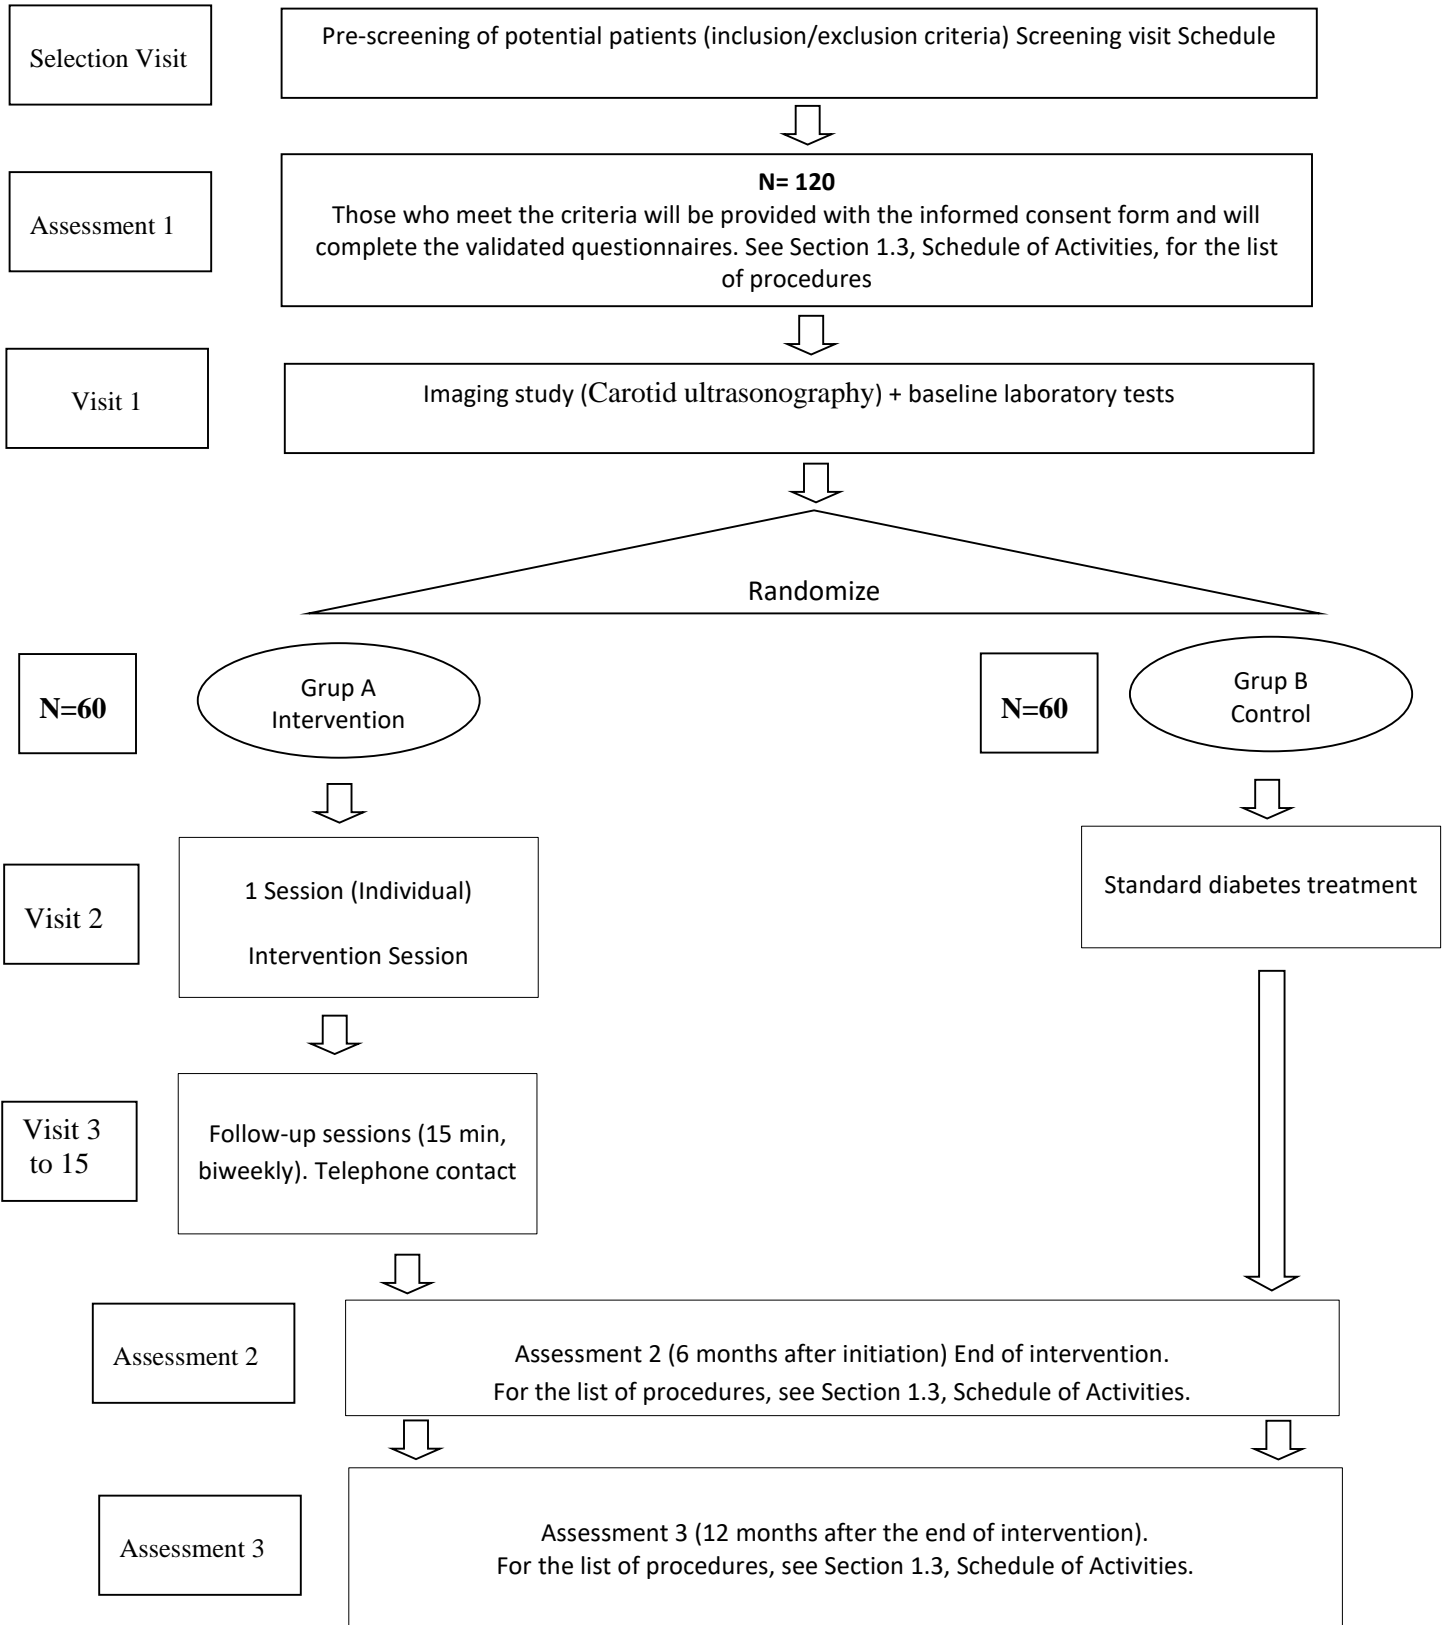 Selection Visit
Pre-screening of potential patients (inclusion/exclusion criteria) Screening visit Schedule
Assessment 1
N= 120
Those who meet the criteria will be provided with the informed consent form and will
complete the validated questionnaires. See Section 1.3, Schedule of Activities, for the list
of procedures
Visit 1
Imaging study (Carotid ultrasonography) + baseline laboratory tests
Randomize
N=60
Grup A
Intervention
N=60
Grup B
Control
Visit 2
1 Session (Individual)
Intervention Session
Standard diabetes treatment
Visit 3
to 15
Follow-up sessions (15 min,
biweekly). Telephone contact
Assessment 2
Assessment 2 (6 months after initiation) End of intervention.
For the list of procedures, see Section 1.3, Schedule of Activities.
Assessment 3
Assessment 3 (12 months after the end of intervention).
For the list of procedures, see Section 1.3, Schedule of Activities.